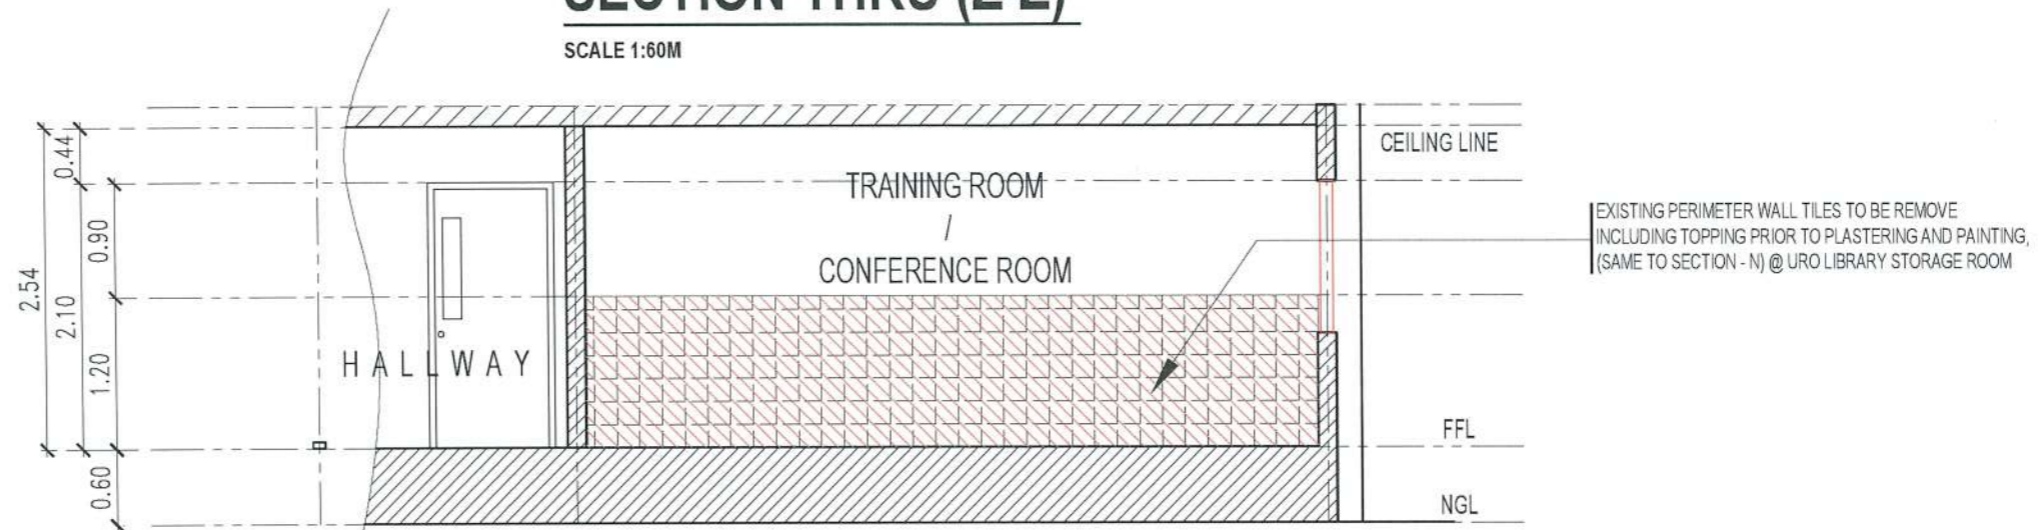 SECTION THRU (E-E)
SCALE 1:60M
CEILING LINE
0.44
TRAINING ROOM
/
CONFERENCE ROOM
EXISTING PERIMETER WALL TILES TO BE REMOVE
INCLUDING TOPPING PRIOR TO PLASTERING AND PAINTING,
(SAME TO SECTION - N) @ URO LIBRARY STORAGE ROOM
0.90
2.54
2.10
1.20
HALLWAY
FFL
0.60
NGL